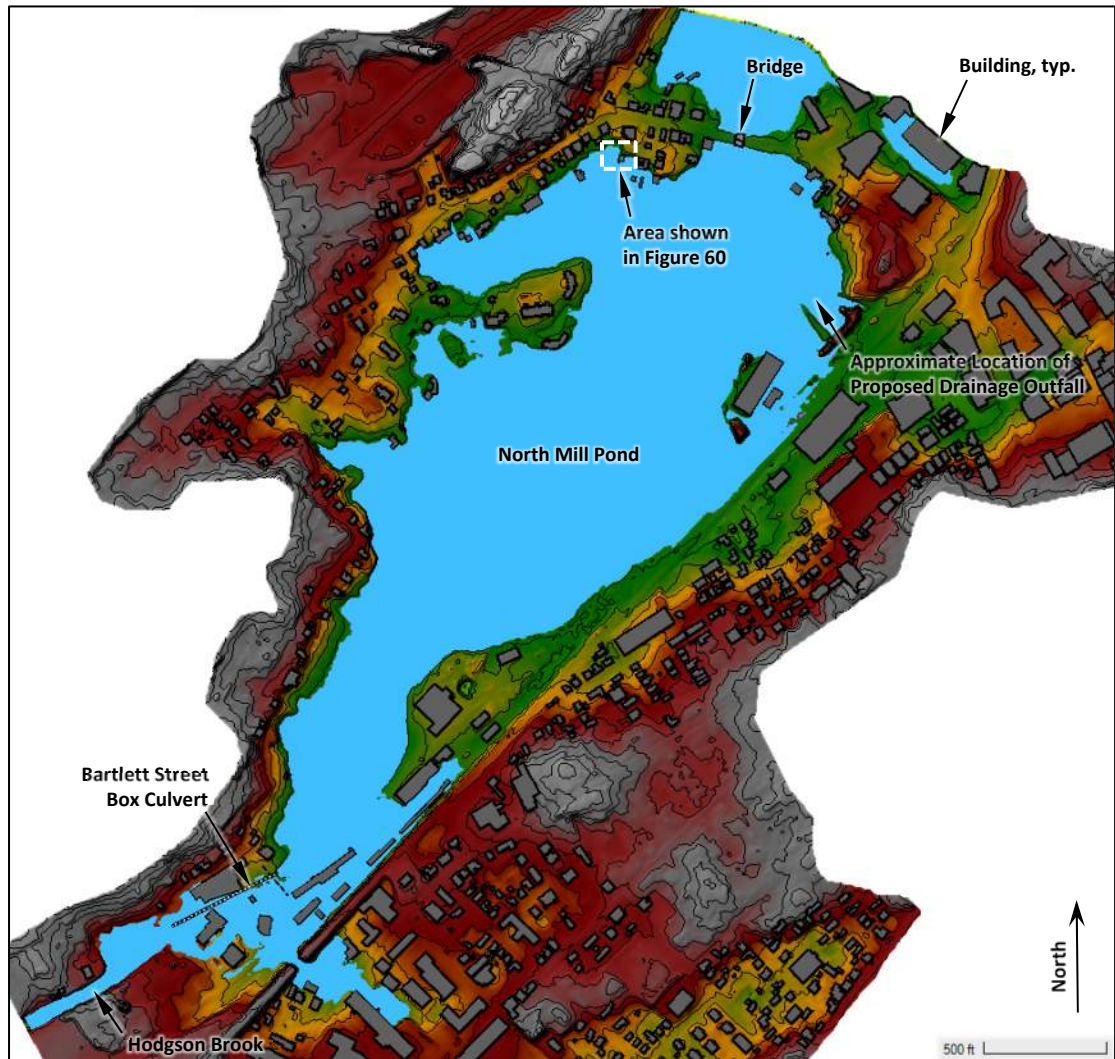 Bridge
Building, typ.
Area shown
in Figure 60
Approximate Location of
Proposed Drainage Outfall
North Mill Pond
Bartlett Street
Box Culvert
North
Hodgson Brook
500 ft